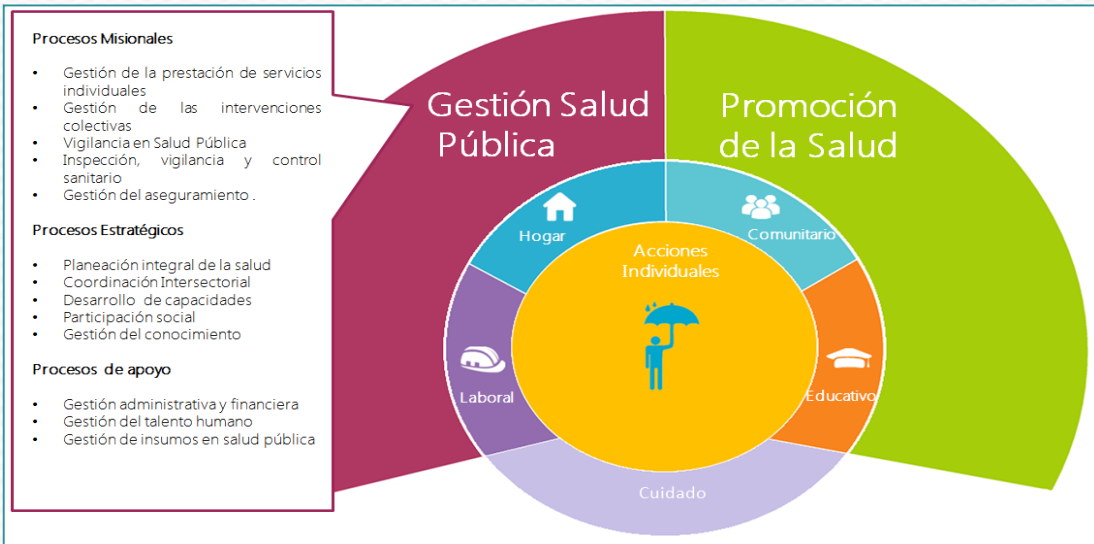 Procesos Misionales
• Gestión de la prestación de servicios
individuales
• Gestión de las intervenciones
colectivas
• Vigilancia en Salud Pública
• Inspección, vigilancia y control
sanitario
• Gestión del aseguramiento .
Procesos Estratégicos
• Planeación integral de la salud
• Coordinación Intersectorial
• Desarrollo de capacidades
• Participación social
• Gestión del conocimiento
Procesos de apoyo
• Gestión administrativa y financiera
• Gestión del talento humano
• Gestión de insumos en salud pública
Gestión Salud
Pública
Promoción
de la Salud
Hogar
Comunitario
Acciones
Individuales
Laboral
Educativo
Cuidado